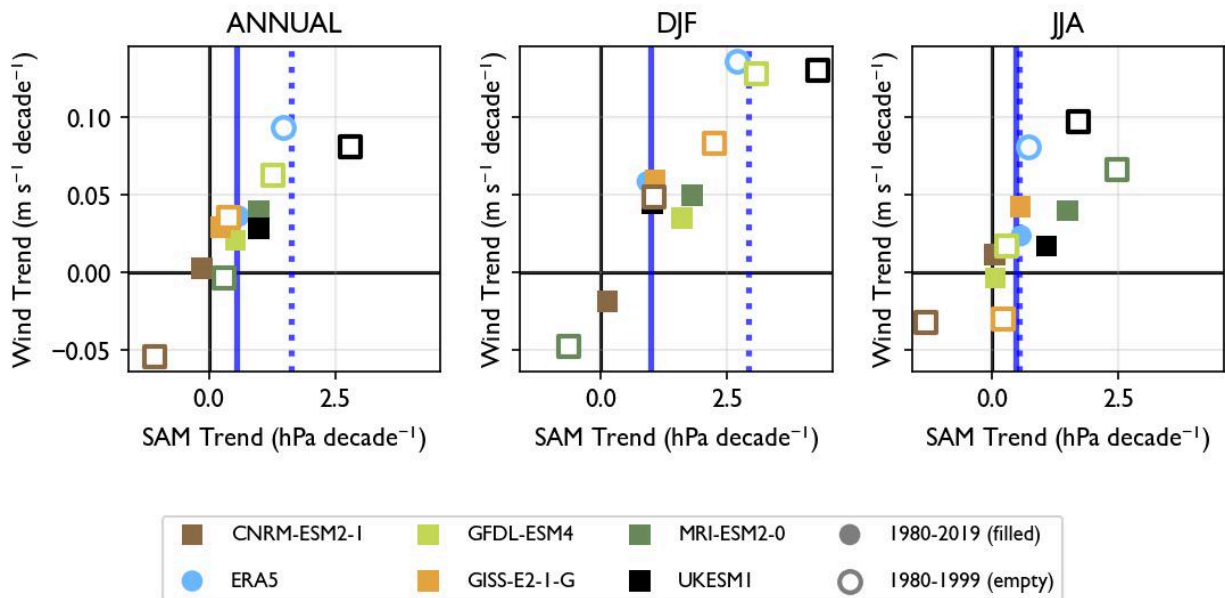 ANNUAL
DJF
JJA
Wind Trend (m s⁻¹ decade⁻¹)
0.10
0.05
0.00
−0.05
Wind Trend (m s⁻¹ decade⁻¹)
Wind Trend (m s⁻¹ decade⁻¹)
0.0 2.5
0.0 2.5
0.0 2.5
SAM Trend (hPa decade⁻¹)
SAM Trend (hPa decade⁻¹)
SAM Trend (hPa decade⁻¹)
CNRM-ESM2-1 GFDL-ESM4 MRI-ESM2-0 1980-2019 (filled)
ERA5 GISS-E2-1-G UKESM1 1980-1999 (empty)